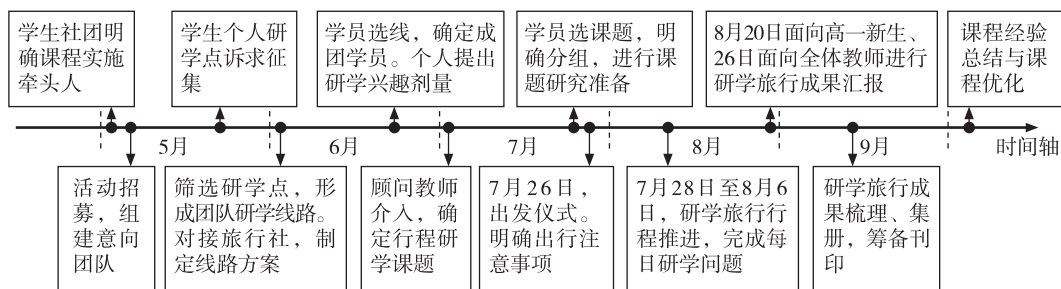 学生社团明
确课程实施
牵头人
学生个人研
学点诉求征
集
学员选线，确定成
团学员。个人提出
研学兴趣剂量
学员选课题，明
确分组，进行课
题研究准备
8月20日面向高一新生、
26日面向全体教师进行
研学旅行成果汇报
课程经验
总结与课
程优化
5月
6月
7月
8月
9月
时间轴
活动招
募，组
建意向
团队
筛选研学点，形
成团队研学线路。
对接旅行社，制
定线路方案
顾问教师
介入，确
定行程研
学课题
7月26日，
出发仪式。
明确出行注
意事项
7月28日至8月6
日，研学旅行行
程推进，完成每
日研学问题
研学旅行成
果梳理、集
册，筹备刊
印